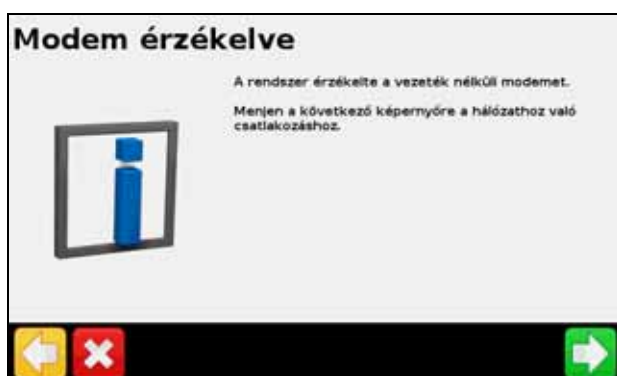 Modem érzékelve
A rendszer érzékelte a vezeték nélküli modemet.
Menjen a következő képernyőre a hálózathoz való
csatlakozáshoz.